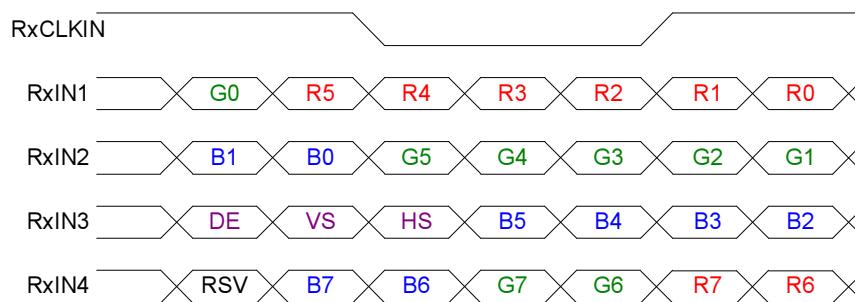 RxCLKIN
RxIN1 G0 R5 R4 R3 R2 R1 R0
RxIN2 B1 B0 G5 G4 G3 G2 G1
RxIN3 DE VS HS B5 B4 B3 B2
RxIN4 RSV B7 B6 G7 G6 R7 R6